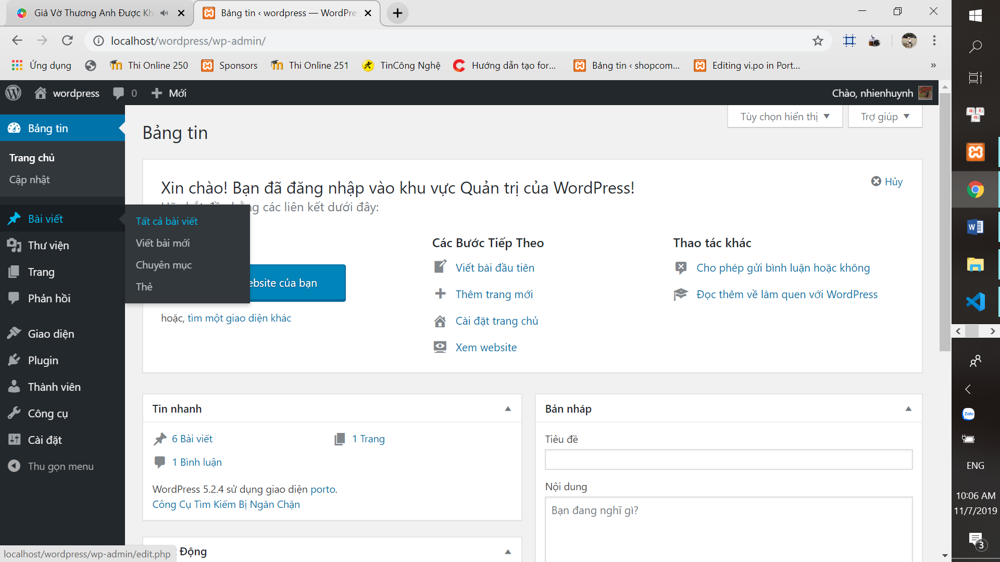 Giả Vờ Thương Anh Được Kh
Bảng tin ‹ wordpress — WordPre
localhost/wordpress/wp-admin/
Ứng dụng
Thi Online 250
Sponsors
Thi Online 251
TinCông Nghệ
Hướng dẫn tạo for...
Bảng tin ‹ shopcom...
Editing vi.po in Port...
»
wordpress
0
Mới
Chào, nhienhuynh
Tùy chọn hiển thị
Trợ giúp
Bảng tin
Trang chủ
Cập nhật
Bài viết
Thư viện
Trang
Phản hồi
Giao diện
Plugin
Thành viên
Công cụ
Cài đặt
Thu gọn menu
Tất cả bài viết
Viết bài mới
Chuyên mục
Thẻ
Bảng tin
Xin chào! Bạn đã đăng nhập vào khu vực Quản trị của WordPress!
Hủy
các liên kết dưới đây:
ebsite của bạn
hoặc, tìm một giao diện khác
Các Bước Tiếp Theo
Viết bài đầu tiên
Thêm trang mới
Cài đặt trang chủ
Xem website
Thao tác khác
Cho phép gửi bình luận hoặc không
Đọc thêm về làm quen với WordPress
Tin nhanh
6 Bài viết
1 Trang
1 Bình luận
WordPress 5.2.4 sử dụng giao diện porto.
Công Cụ Tìm Kiếm Bị Ngăn Chặn
Động
Bản nháp
Tiêu đề
Nội dung
Bạn đang nghĩ gì?
localhost/wordpress/wp-admin/edit.php
Zalo
ENG
10:06 AM
11/7/2019
3